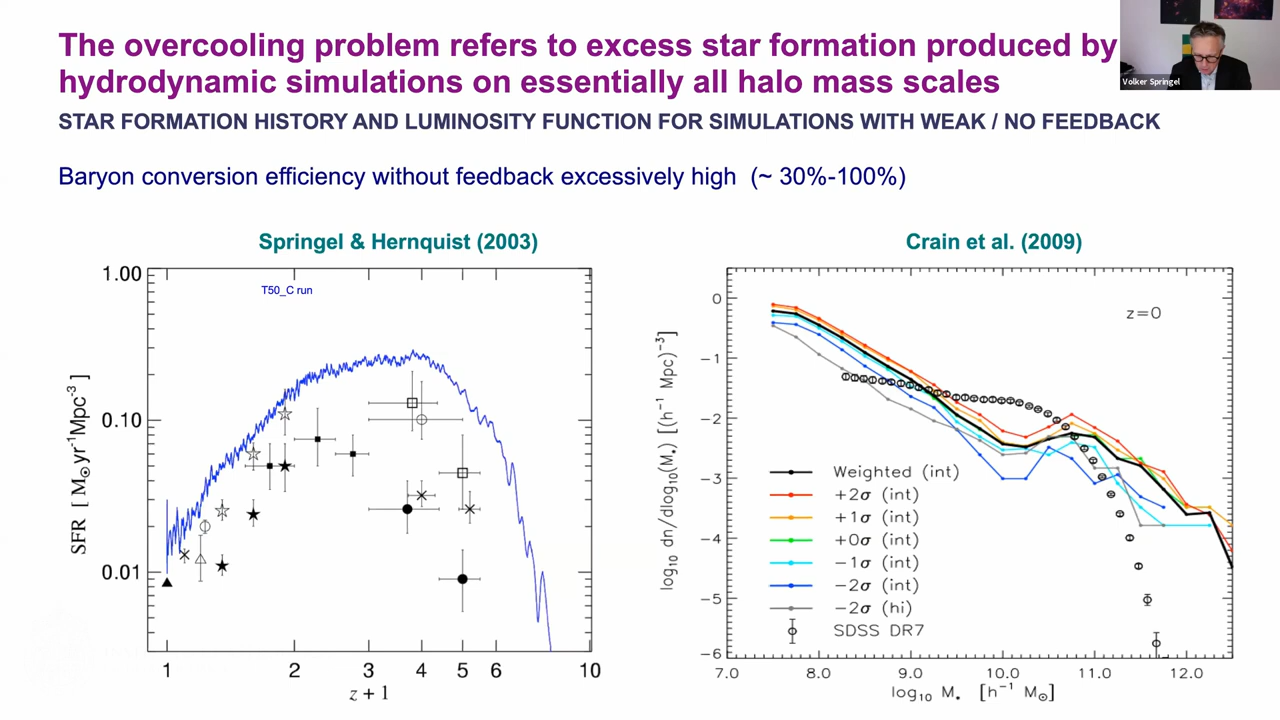 The overcooling problem refers to excess star formation produced by
hydrodynamic simulations on essentially all halo mass scales
Volker Springel
STAR FORMATION HISTORY AND LUMINOSITY FUNCTION FOR SIMULATIONS WITH WEAK / NO FEEDBACK
Baryon conversion efficiency without feedback excessively high (~ 30%-100%)
Springel & Hernquist (2003)
T50_C run
1.00
0.10
0.01
SFR [ M⊙ yr⁻¹ Mpc⁻³ ]
1 2 3 4 5 6 10
z + 1
Crain et al. (2009)
z=0
0
−1
−2
−3
−4
−5
−6
log₁₀ dn/dlog₁₀(M⋆) [(h⁻¹ Mpc)⁻³]
Weighted (int)
+2σ (int)
+1σ (int)
+0σ (int)
−1σ (int)
−2σ (int)
−2σ (hi)
SDSS DR7
7.0 8.0 9.0 10.0 11.0 12.0
log₁₀ M⋆ [h⁻¹ M⊙]